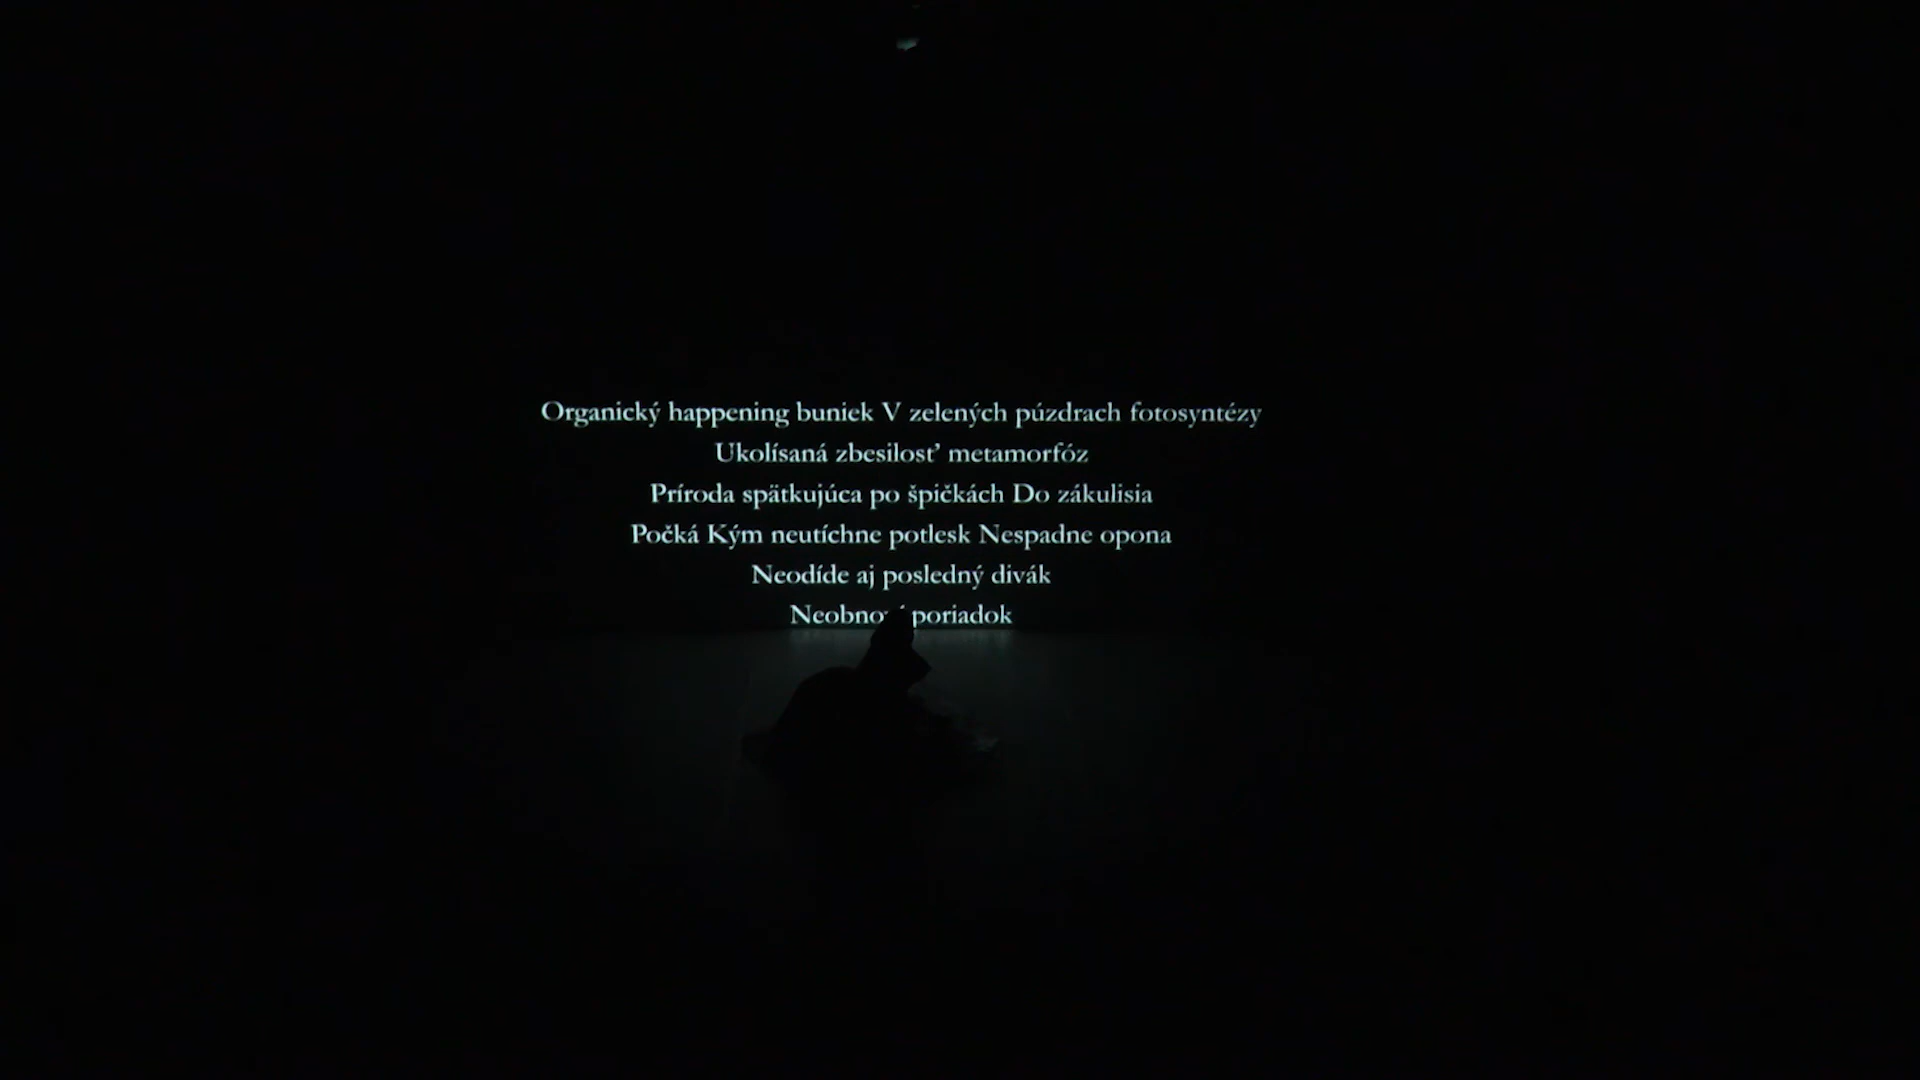 Organický happening buniek V zelených púzdrach fotosyntézy
Ukolísaná zbesilosť metamorfóz
Príroda spätkujúca po špičkách Do zákulisia
Počká Kým neutíchne potlesk Nespadne opona
Neodíde aj posledný divák
poriadok